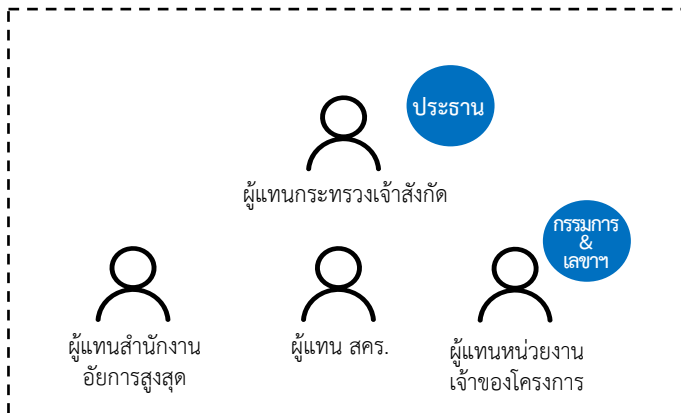 ประธาน
ผู้แทนกระทรวงเจ้าสังกัด
กรรมการ
&
เลขาฯ
ผู้แทนสำนักงาน
อัยการสูงสุด
ผู้แทน สคร.
ผู้แทนหน่วยงาน
เจ้าของโครงการ